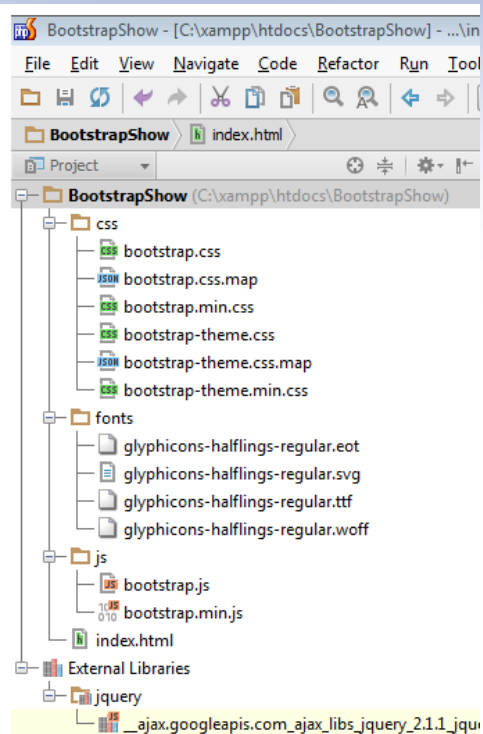 BootstrapShow - [C:\xampp\htdocs\BootstrapShow] - ...\in
File Edit View Navigate Code Refactor Run Tool
BootstrapShow index.html
Project
BootstrapShow (C:\xampp\htdocs\BootstrapShow)
css
bootstrap.css
bootstrap.css.map
bootstrap.min.css
bootstrap-theme.css
bootstrap-theme.css.map
bootstrap-theme.min.css
fonts
glyphicons-halflings-regular.eot
glyphicons-halflings-regular.svg
glyphicons-halflings-regular.ttf
glyphicons-halflings-regular.woff
js
bootstrap.js
bootstrap.min.js
index.html
External Libraries
jquery
__ajax.googleapis.com_ajax_libs_jquery_2.1.1_jque